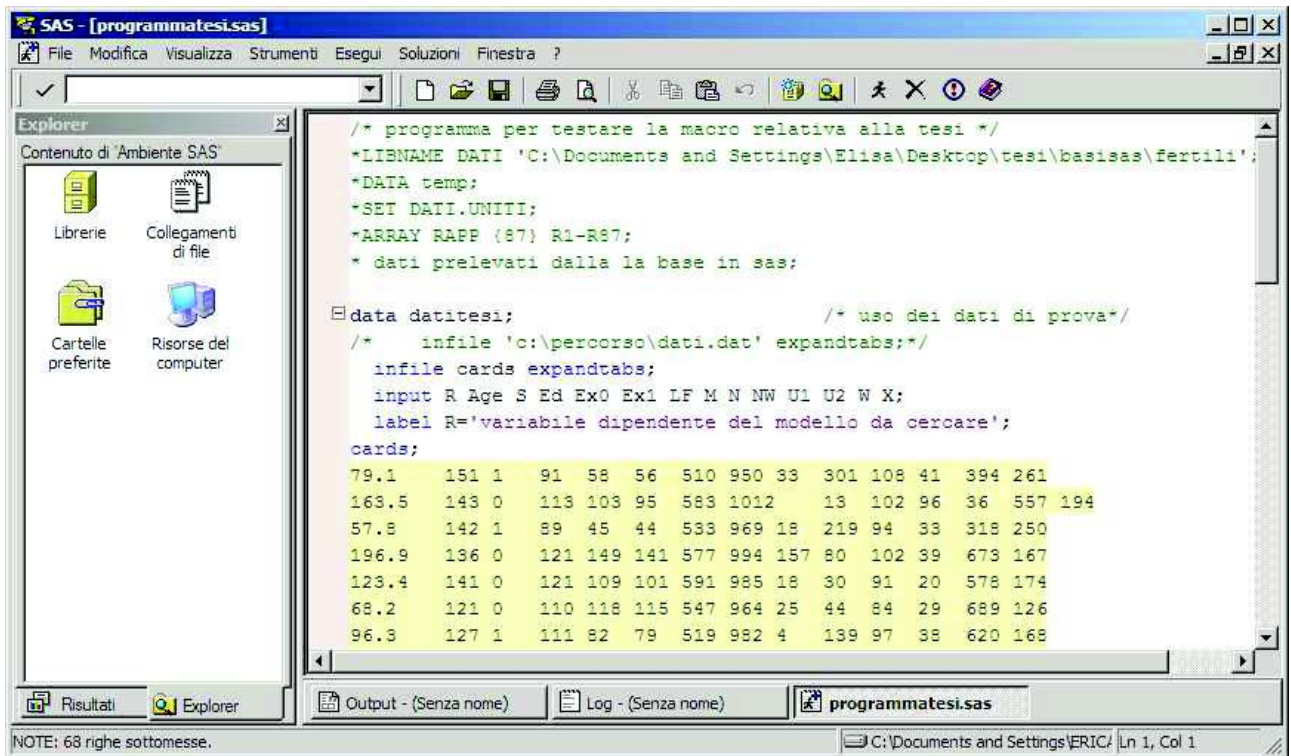 SAS - [programmatesi.sas]
File Modifica Visualizza Strumenti Esegui Soluzioni Finestra ?
Explorer
Contenuto di 'Ambiente SAS'
Librerie
Collegamenti di file
Cartelle preferite
Risorse del computer
/* programma per testare la macro relativa alla tesi */
*LIBNAME DATI 'C:\Documents and Settings\Elisa\Desktop\tesi\basisas\fertili';
*DATA temp;
*SET DATI.UNITI;
*ARRAY RAPP {87} R1-R87;
* dati prelevati dalla la base in sas;
data datitesi; /* uso dei dati di prova*/
/* infile 'c:\percorso\dati.dat' expandtabs;*/
infile cards expandtabs;
input R Age S Ed Ex0 Ex1 LF M N NW U1 U2 W X;
label R='variabile dipendente del modello da cercare';
cards;
79.1 151 1 91 58 56 510 950 33 301 108 41 394 261
163.5 143 0 113 103 95 583 1012 13 102 96 36 557 194
57.8 142 1 89 45 44 533 969 18 219 94 33 318 250
196.9 136 0 121 149 141 577 994 157 80 102 39 673 167
123.4 141 0 121 109 101 591 985 18 30 91 20 578 174
68.2 121 0 110 118 115 547 964 25 44 84 29 689 126
96.3 127 1 111 82 79 519 982 4 139 97 38 620 168
Risultati
Explorer
Output - (Senza nome)
Log - (Senza nome)
programmatesi.sas
NOTE: 68 righe sottomesse.
C:\Documents and Settings\ERICA
Ln 1, Col 1